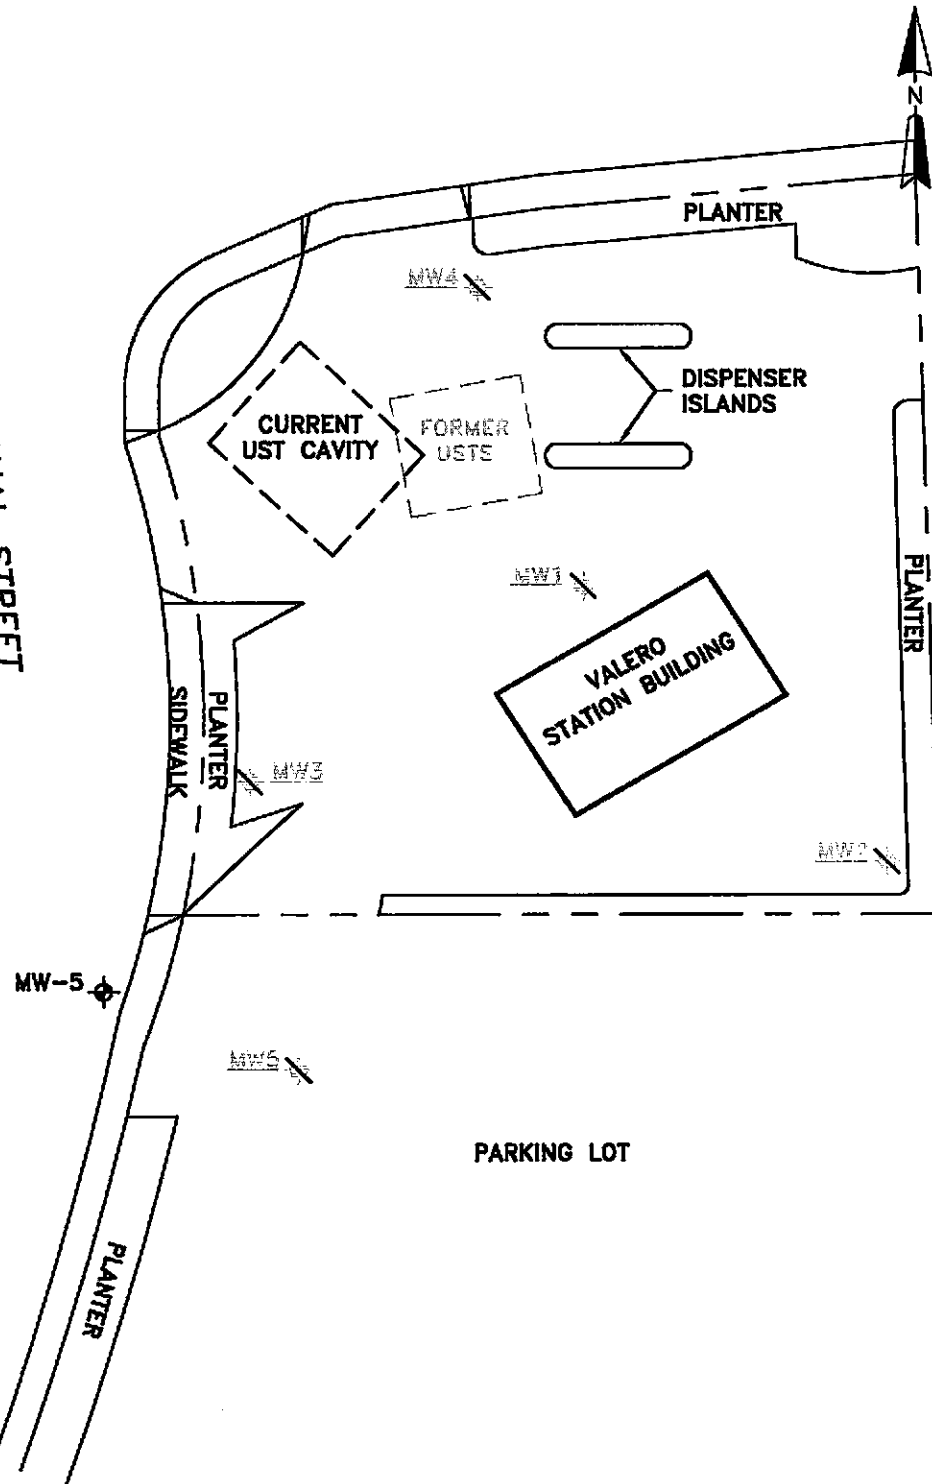 N
PLANTER
MW4
DISPENSER
ISLANDS
CURRENT
UST CAVITY
FORMER
USTS
MW1
PLANTER
VALERO
STATION BUILDING
STREET
PLANTER
SIDEWALK
MW3
MW2
MW-5
MW5
PARKING LOT
PLANTER